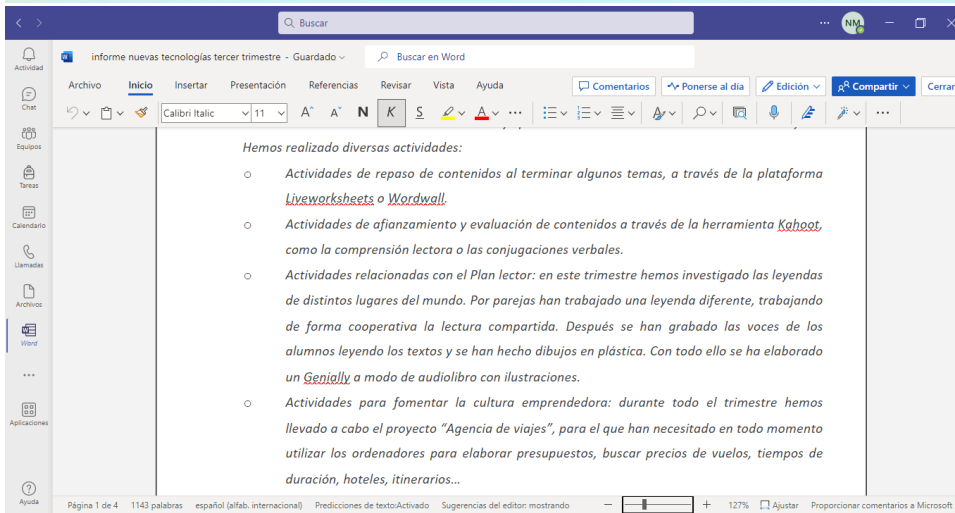 Buscar
NM
Actividad
informe nuevas tecnologías tercer trimestre - Guardado
Buscar en Word
Archivo Inicio Insertar Presentación Referencias Revisar Vista Ayuda Comentarios Ponerse al día Edición Compartir Cerrar
Chat
Calibri Italic 11 A A N K S A
Equipos
Tareas
Calendario
Llamadas
Archivos
Word
Aplicaciones
Ayuda
Hemos realizado diversas actividades:
o Actividades de repaso de contenidos al terminar algunos temas, a través de la plataforma
Liveworksheets o Wordwall.
o Actividades de afianzamiento y evaluación de contenidos a través de la herramienta Kahoot,
como la comprensión lectora o las conjugaciones verbales.
o Actividades relacionadas con el Plan lector: en este trimestre hemos investigado las leyendas
de distintos lugares del mundo. Por parejas han trabajado una leyenda diferente, trabajando
de forma cooperativa la lectura compartida. Después se han grabado las voces de los
alumnos leyendo los textos y se han hecho dibujos en plástica. Con todo ello se ha elaborado
un Genially a modo de audiolibro con ilustraciones.
o Actividades para fomentar la cultura emprendedora: durante todo el trimestre hemos
llevado a cabo el proyecto “Agencia de viajes”, para el que han necesitado en todo momento
utilizar los ordenadores para elaborar presupuestos, buscar precios de vuelos, tiempos de
duración, hoteles, itinerarios...
Página 1 de 4 1143 palabras español (alfab. internacional) Predicciones de texto:Activado Sugerencias del editor: mostrando 127% Ajustar Proporcionar comentarios a Microsoft